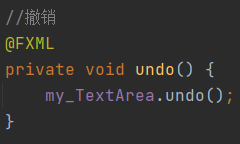 //撤销
@FXML
private void undo() {
    my_TextArea.undo();
}